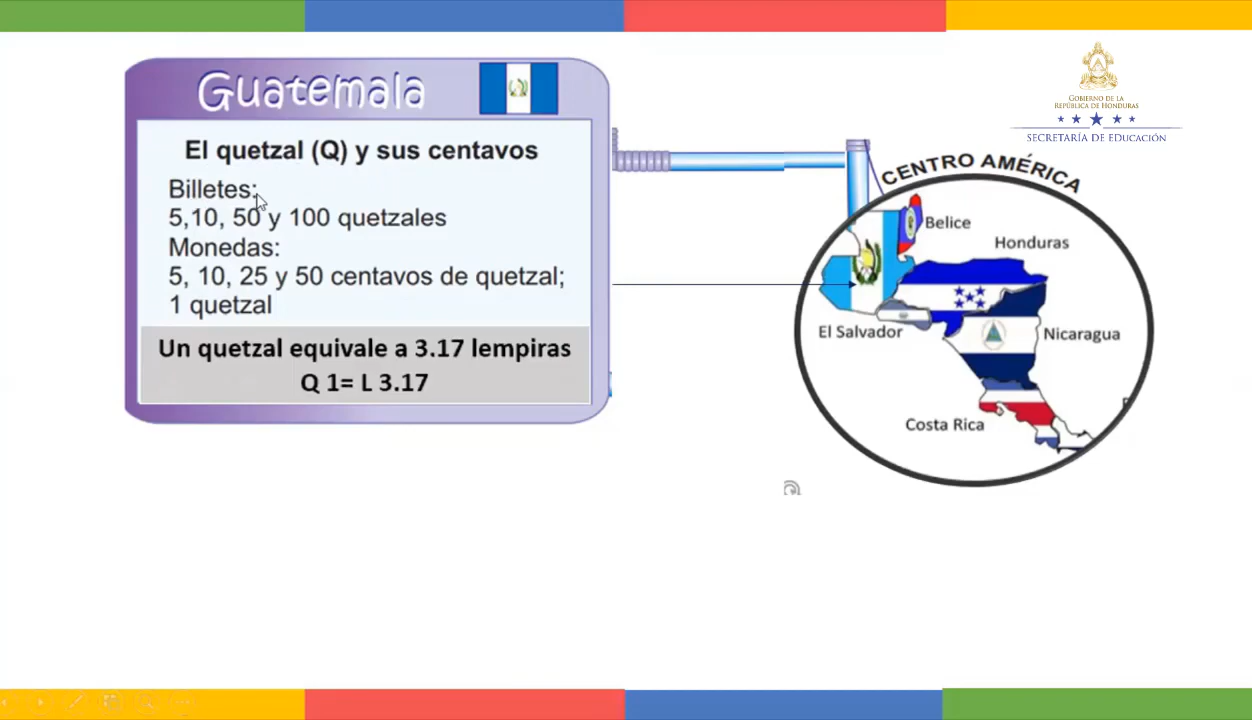 Guatemala
El quetzal (Q) y sus centavos
Billetes:
5,10, 50 y 100 quetzales
Monedas:
5, 10, 25 y 50 centavos de quetzal;
1 quetzal
Un quetzal equivale a 3.17 lempiras
Q 1= L 3.17
GOBIERNO DE LA
REPÚBLICA DE HONDURAS
SECRETARÍA DE EDUCACIÓN
CENTRO AMÉRICA
Belice
Honduras
El Salvador
Nicaragua
Costa Rica